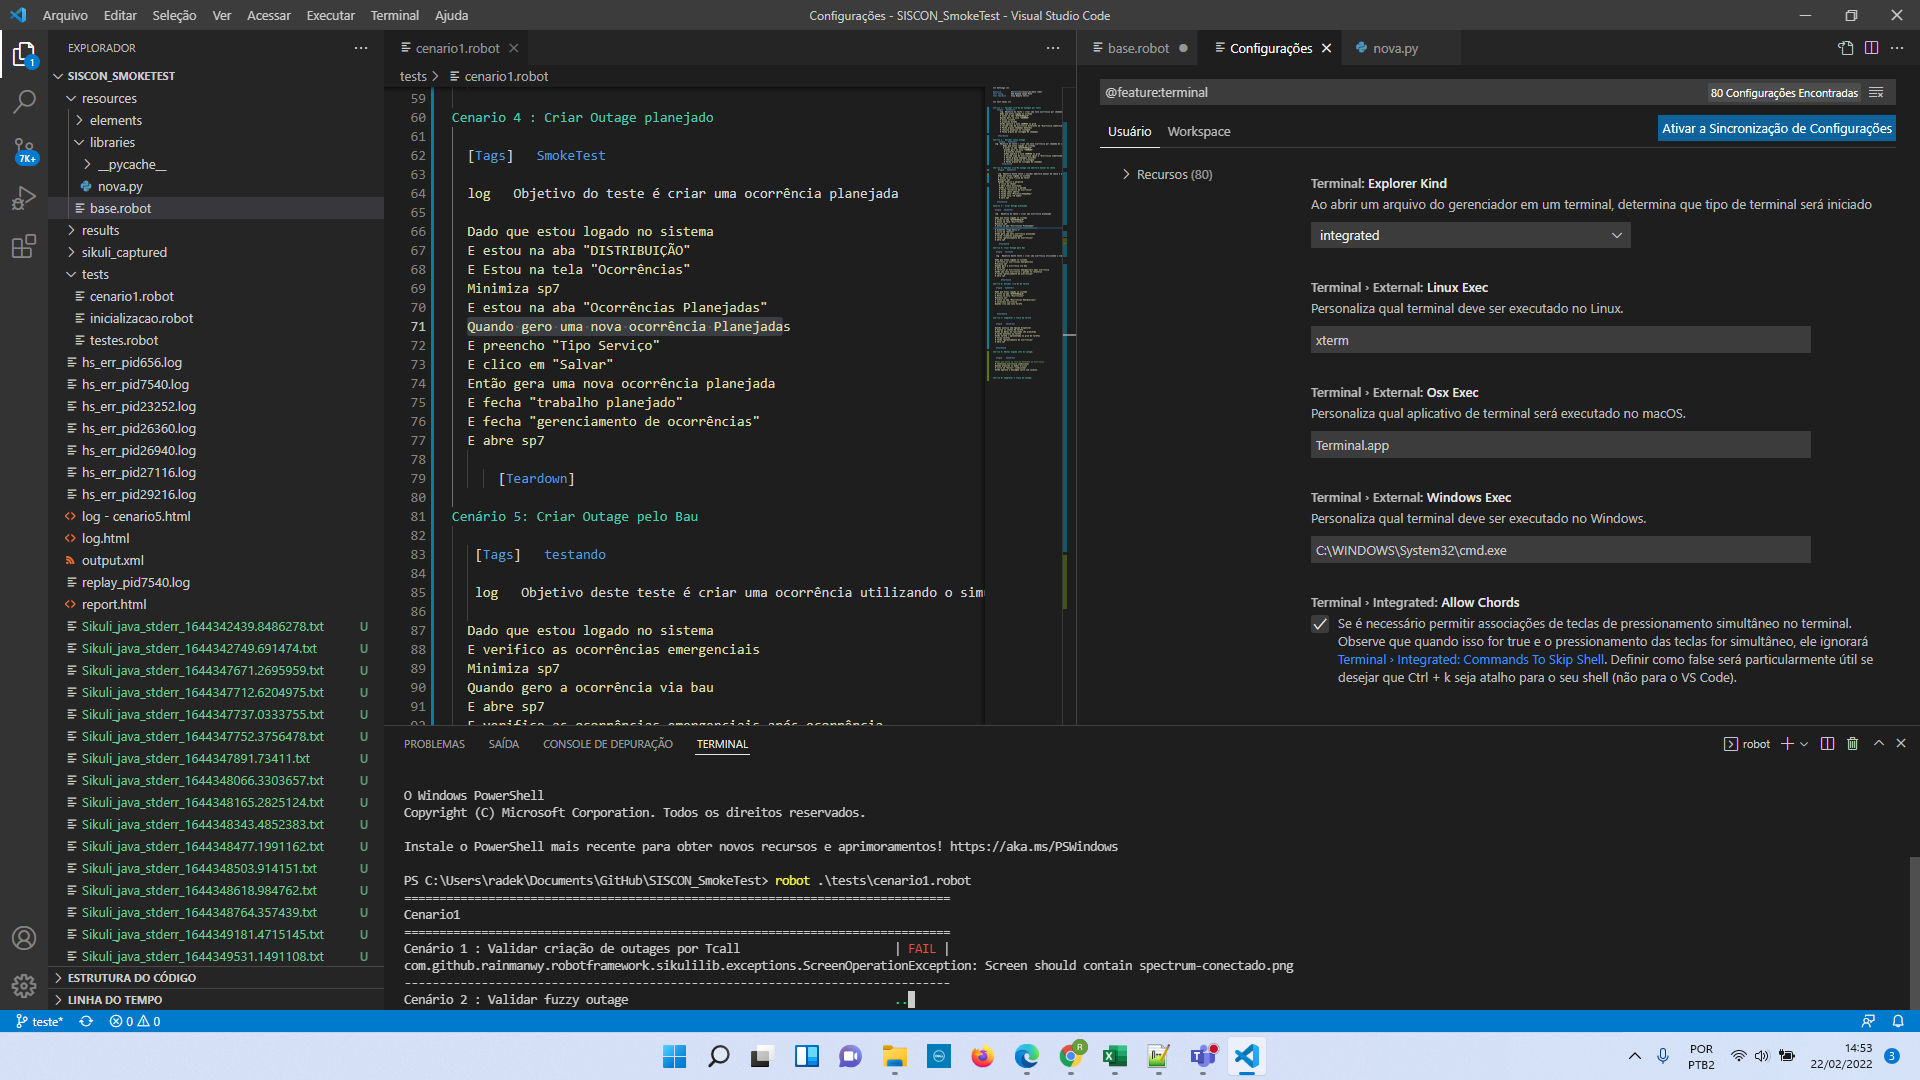 Arquivo Editar Seleção Ver Acessar Executar Terminal Ajuda
Configurações - SISCON_SmokeTest - Visual Studio Code
EXPLORADOR
SISCON_SMOKETEST
resources
elements
libraries
__pycache__
nova.py
base.robot
results
sikuli_captured
tests
cenario1.robot
inicializacao.robot
testes.robot
hs_err_pid656.log
hs_err_pid7540.log
hs_err_pid23252.log
hs_err_pid26360.log
hs_err_pid26940.log
hs_err_pid27116.log
hs_err_pid29216.log
log - cenario5.html
log.html
output.xml
replay_pid7540.log
report.html
Sikuli_java_stderr_1644342439.8486278.txt U
Sikuli_java_stderr_1644342749.691474.txt U
Sikuli_java_stderr_1644347671.2695959.txt U
Sikuli_java_stderr_1644347712.6204975.txt U
Sikuli_java_stderr_1644347737.0333755.txt U
Sikuli_java_stderr_1644347752.3756478.txt U
Sikuli_java_stderr_1644347891.73411.txt U
Sikuli_java_stderr_1644348066.3303657.txt U
Sikuli_java_stderr_1644348165.2825124.txt U
Sikuli_java_stderr_1644348343.4852383.txt U
Sikuli_java_stderr_1644348477.1991162.txt U
Sikuli_java_stderr_1644348503.914151.txt U
Sikuli_java_stderr_1644348618.984762.txt U
Sikuli_java_stderr_1644348764.357439.txt U
Sikuli_java_stderr_1644349181.4715145.txt U
Sikuli_java_stderr_1644349531.1491108.txt U
ESTRUTURA DO CÓDIGO
LINHA DO TEMPO
1
7K+
cenario1.robot
tests > cenario1.robot
59
60 Cenario 4 : Criar Outage planejado
61
62 [Tags] SmokeTest
63
64 log Objetivo do teste é criar uma ocorrência planejada
65
66 Dado que estou logado no sistema
67 E estou na aba "DISTRIBUIÇÃO"
68 E Estou na tela "Ocorrências"
69 Minimiza sp7
70 E estou na aba "Ocorrências Planejadas"
71 Quando gero uma nova ocorrência Planejadas
72 E preencho "Tipo Serviço"
73 E clico em "Salvar"
74 Então gera uma nova ocorrência planejada
75 E fecha "trabalho planejado"
76 E fecha "gerenciamento de ocorrências"
77 E abre sp7
78
79 [Teardown]
80
81 Cenário 5: Criar Outage pelo Bau
82
83 [Tags] testando
84
85 log Objetivo deste teste é criar uma ocorrência utilizando o sim
86
87 Dado que estou logado no sistema
88 E verifico as ocorrências emergenciais
89 Minimiza sp7
90 Quando gero a ocorrência via bau
91 E abre sp7
92 E verifico as ocorrências emergenciais após ocorrência
base.robot
Configurações
nova.py
@feature:terminal
80 Configurações Encontradas
Usuário Workspace
Ativar a Sincronização de Configurações
Recursos (80)
Terminal: Explorer Kind
Ao abrir um arquivo do gerenciador em um terminal, determina que tipo de terminal será iniciado
integrated
Terminal › External: Linux Exec
Personaliza qual terminal deve ser executado no Linux.
xterm
Terminal › External: Osx Exec
Personaliza qual aplicativo de terminal será executado no macOS.
Terminal.app
Terminal › External: Windows Exec
Personaliza qual terminal deve ser executado no Windows.
C:\WINDOWS\System32\cmd.exe
Terminal › Integrated: Allow Chords
Se é necessário permitir associações de teclas de pressionamento simultâneo no terminal.
Observe que quando isso for true e o pressionamento das teclas for simultâneo, ele ignorará
Terminal › Integrated: Commands To Skip Shell. Definir como false será particularmente útil se
desejar que Ctrl + k seja atalho para o seu shell (não para o VS Code).
PROBLEMAS SAÍDA CONSOLE DE DEPURAÇÃO TERMINAL
robot
O Windows PowerShell
Copyright (C) Microsoft Corporation. Todos os direitos reservados.
Instale o PowerShell mais recente para obter novos recursos e aprimoramentos! https://aka.ms/PSWindows
PS C:\Users\radek\Documents\GitHub\SISCON_SmokeTest> robot .\tests\cenario1.robot
==============================================================================
Cenario1
==============================================================================
Cenário 1 : Validar criação de outages por Tcall | FAIL |
com.github.rainmanwy.robotframework.sikulilib.exceptions.ScreenOperationException: Screen should contain spectrum-conectado.png
------------------------------------------------------------------------------
Cenário 2 : Validar fuzzy outage ..
teste* 0 0
POR
PTB2
14:53
22/02/2022
3